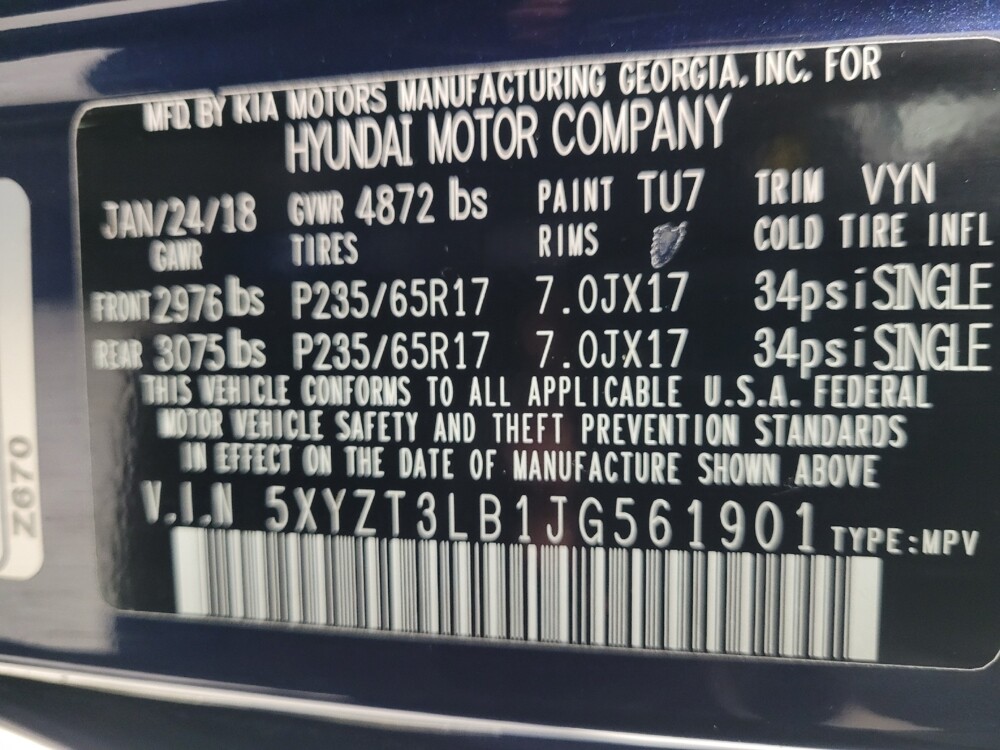 MFD. BY KIA MOTORS MANUFACTURING GEORGIA, INC. FOR
HYUNDAI MOTOR COMPANY
JAN/24/18 GVWR 4872 lbs PAINT TU7 TRIM VYN
GAWR TIRES RIMS COLD TIRE INFL
FRONT 2976 lbs P235/65R17 7.0JX17 34psi SINGLE
REAR 3075 lbs P235/65R17 7.0JX17 34psi SINGLE
THIS VEHICLE CONFORMS TO ALL APPLICABLE U.S.A. FEDERAL
MOTOR VEHICLE SAFETY AND THEFT PREVENTION STANDARDS
IN EFFECT ON THE DATE OF MANUFACTURE SHOWN ABOVE
V.I.N 5XYZT3LB1JG561901 TYPE:MPV
Z670